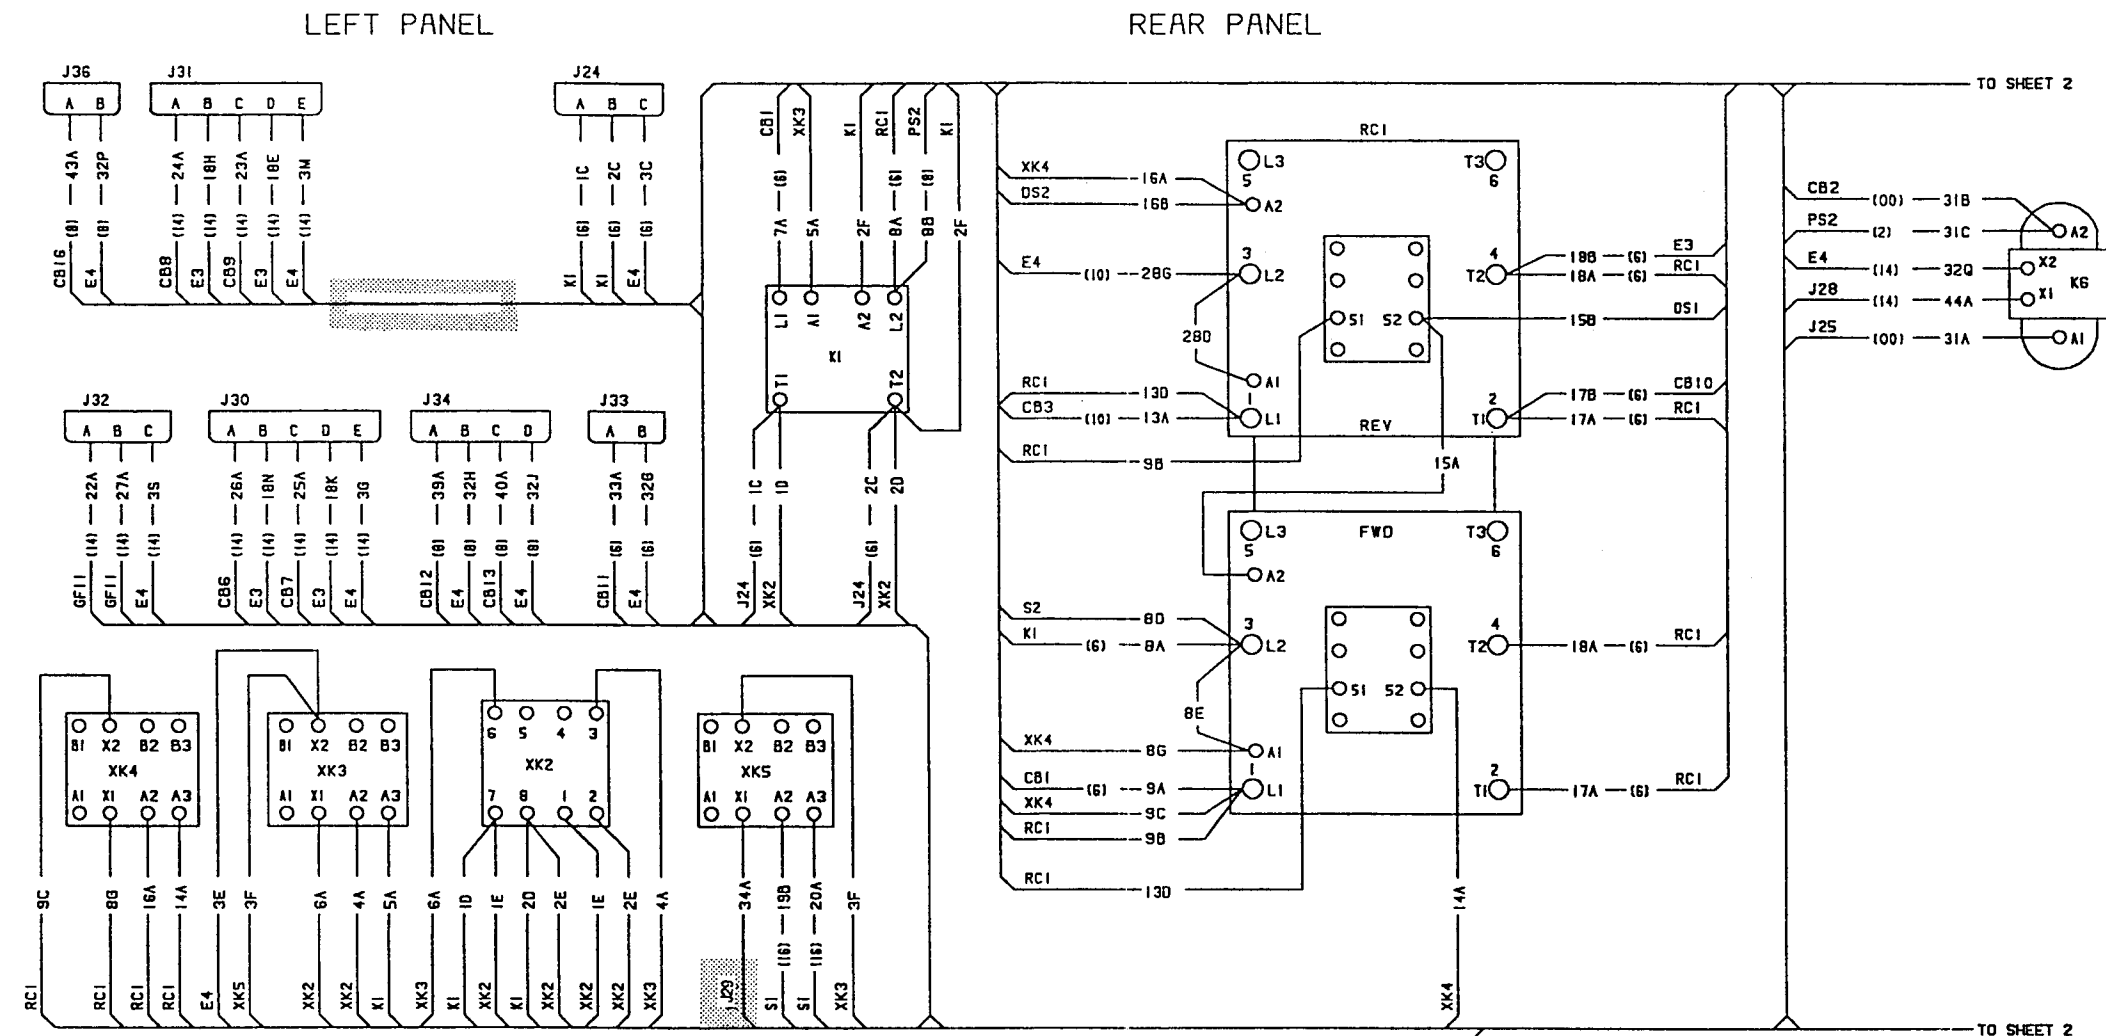 LEFT PANEL
REAR PANEL
J36
A B
43A 32P
(8) (8)
CB16 E4
J31
A B C D E
24A 18H 23A 18E 3M
(14) (14) (14) (14) (14)
CB8 E3 CB9 E3 E4
J24
A B C
1C 2C 3C
(6) (6) (6)
K1 K1 E4
CB1 XK3 K1 RC1 PS2 K1
(6) (6) (8)
7A 5A 2F 8A 8B 2F
L1 A1 A2 L2
K1
T1 T2
1C 1D 2C 2D
(6) (6)
J24 XK2 J24 XK2
J32
A B C
22A 27A 3S
(14) (14) (14)
GF11 GF11 E4
J30
A B C D E
26A 18N 25A 18K 3G
(14) (14) (14) (14) (14)
CB6 E3 CB7 E3 E4
J34
A B C D
39A 32H 40A 32J
(8) (8) (8) (8)
CB12 E4 CB13 E4
J33
A B
33A 32G
(6) (6)
CB11 E4
B1 X2 B2 B3
XK4
A1 X1 A2 A3
9C 8G 16A 14A
RC1 RC1 RC1 RC1
B1 X2 B2 B3
XK3
A1 X1 A2 A3
3E 3F 6A 4A 5A
E4 XK5 XK2 XK2 K1
6 5 4 3
XK2
7 8 1 2
6A 1D 1E 2D 2E 1E 2E 4A
XK3 K1 XK2 K1 XK2 XK2 XK2 XK3
B1 X2 B2 B3
XK5
A1 X1 A2 A3
34A 19B 20A 3F
(16) (16)
J29 S1 S1 XK3
TO SHEET 2
RC1
L3 T3
5 6
XK4 16A
DS2 16B
A2
3 4
E4 (10) 28G L2
T2
18B (6) E3
18A (6) RC1
S1 S2
15B DS1
28D
A1
RC1 13D
1 2
CB3 (10) 13A L1
T1
17B (6) CB10
17A (6) RC1
REV
RC1 9B
15A
L3 FWD T3
5 6
A2
S2 8D
3 4
K1 (6) 8A L2
T2 18A (6) RC1
S1 S2
8E
XK4 8G A1
1 2
CB1 (6) 9A L1
T1 17A (6) RC1
XK4 9C
RC1 9B
RC1 13D
14A
XK4
CB2 (00) 31B
PS2 (2) 31C A2
E4 (14) 32Q X2
K6
J28 (14) 44A X1
J25 (00) 31A A1
TO SHEET 2